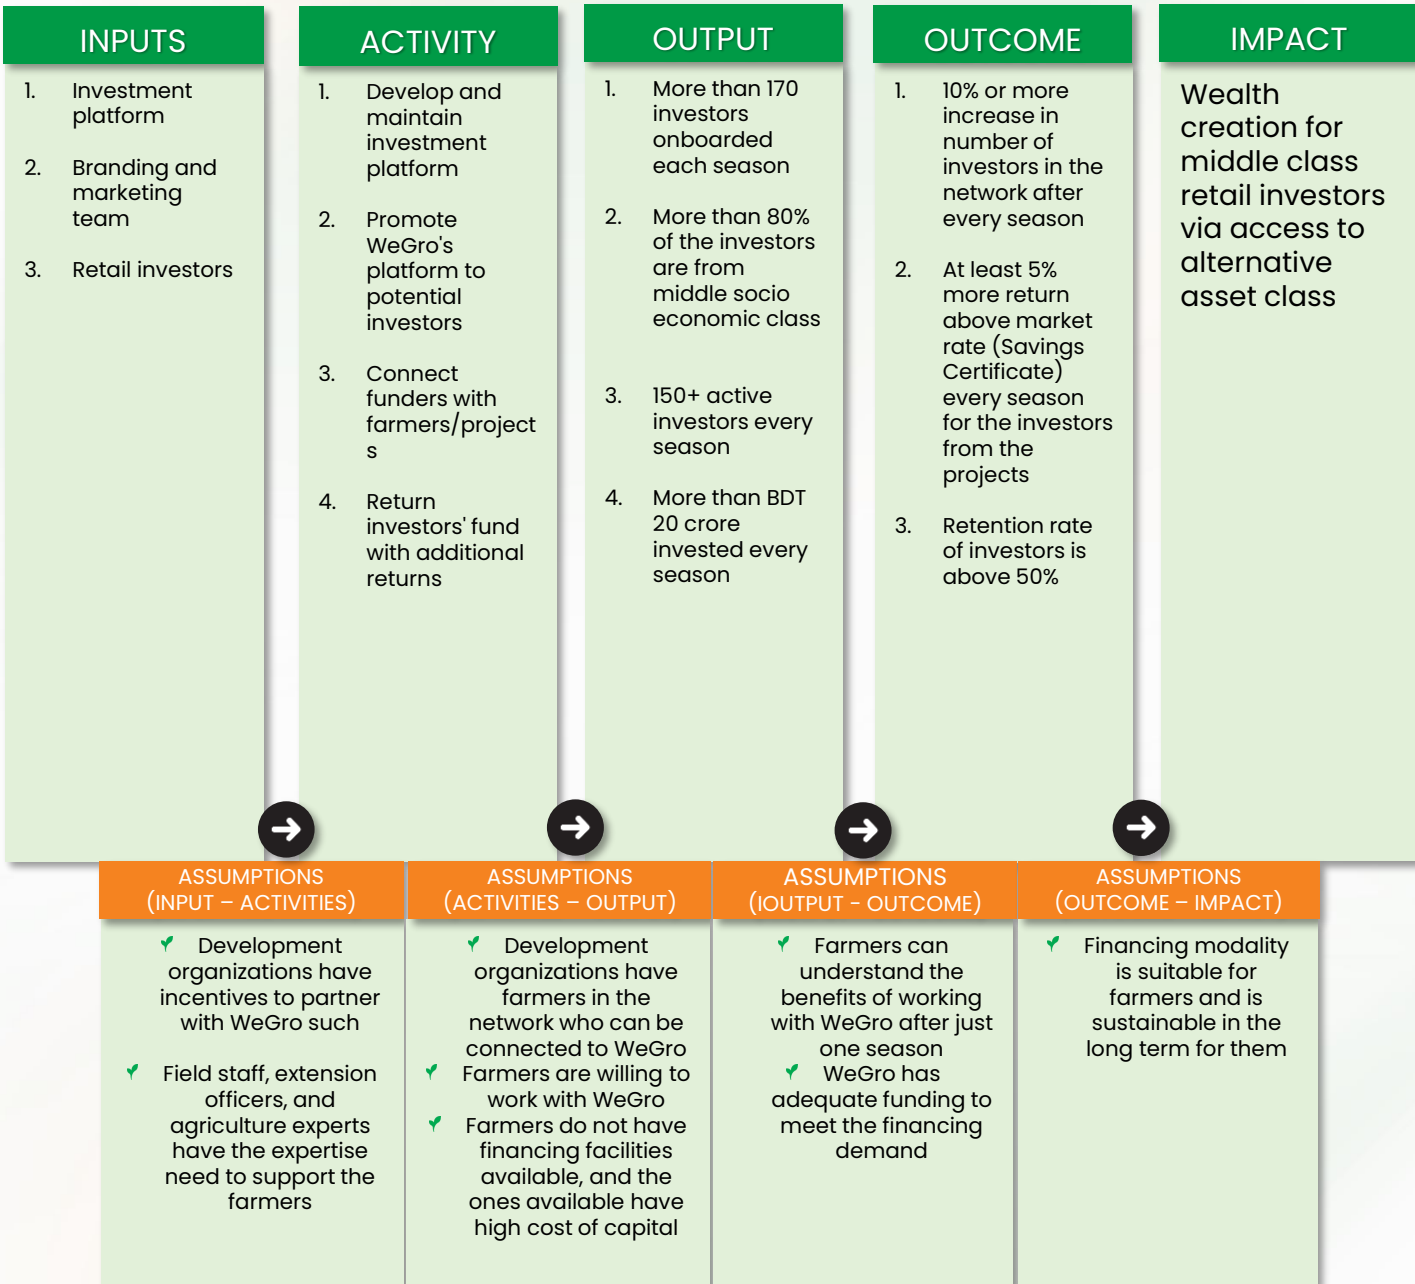 INPUTS
1. Investment
platform
2. Branding and
marketing
team
3. Retail investors
ACTIVITY
1. Develop and
maintain
investment
platform
2. Promote
WeGro's
platform to
potential
investors
3. Connect
funders with
farmers/project
s
4. Return
investors' fund
with additional
returns
OUTPUT
1. More than 170
investors
onboarded
each season
2. More than 80%
of the investors
are from
middle socio
economic class
3. 150+ active
investors every
season
4. More than BDT
20 crore
invested every
season
OUTCOME
1. 10% or more
increase in
number of
investors in the
network after
every season
2. At least 5%
more return
above market
rate (Savings
Certificate)
every season
for the investors
from the
projects
3. Retention rate
of investors is
above 50%
IMPACT
Wealth
creation for
middle class
retail investors
via access to
alternative
asset class
ASSUMPTIONS
(INPUT – ACTIVITIES)
Development
organizations have
incentives to partner
with WeGro such
Field staff, extension
officers, and
agriculture experts
have the expertise
need to support the
farmers
ASSUMPTIONS
(ACTIVITIES – OUTPUT)
Development
organizations have
farmers in the
network who can be
connected to WeGro
Farmers are willing to
work with WeGro
Farmers do not have
financing facilities
available, and the
ones available have
high cost of capital
ASSUMPTIONS
(IOUTPUT - OUTCOME)
Farmers can
understand the
benefits of working
with WeGro after just
one season
WeGro has
adequate funding to
meet the financing
demand
ASSUMPTIONS
(OUTCOME – IMPACT)
Financing modality
is suitable for
farmers and is
sustainable in the
long term for them